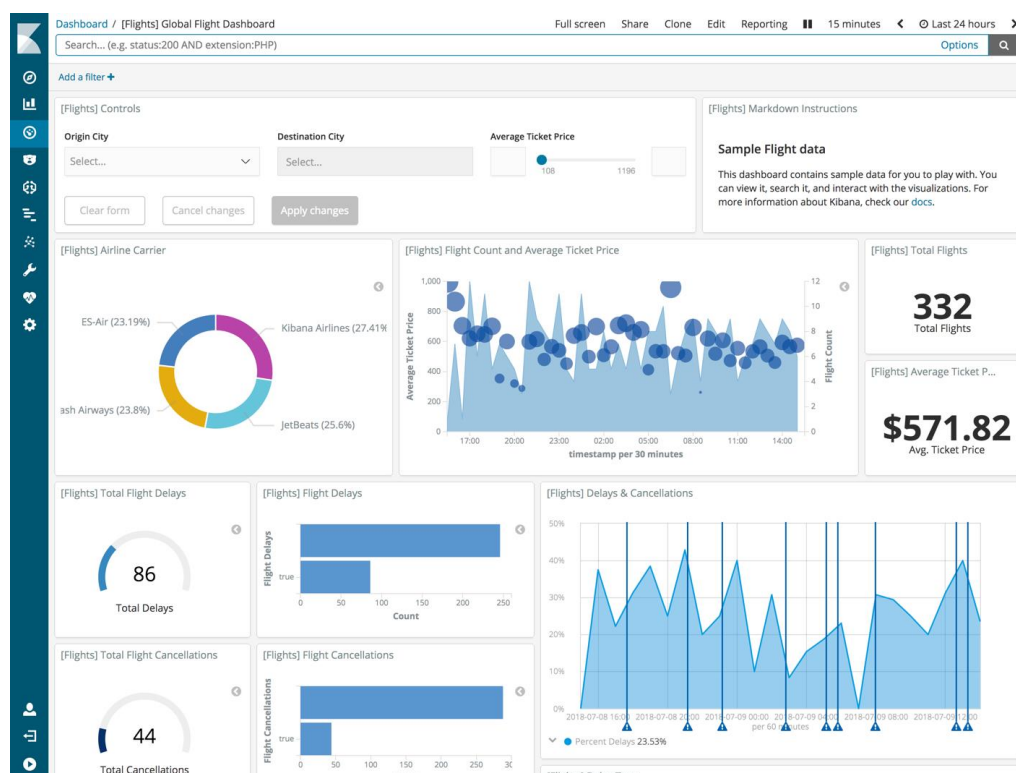 Dashboard / [Flights] Global Flight Dashboard
Full screen Share Clone Edit Reporting 15 minutes Last 24 hours
Search... (e.g. status:200 AND extension:PHP)
Options
Add a filter +
[Flights] Controls
Origin City
Select...
Destination City
Select...
Average Ticket Price
108 1196
Clear form Cancel changes Apply changes
[Flights] Markdown Instructions
Sample Flight data
This dashboard contains sample data for you to play with. You
can view it, search it, and interact with the visualizations. For
more information about Kibana, check our docs.
[Flights] Airline Carrier
ES-Air (23.19%)
Kibana Airlines (27.41%
ash Airways (23.8%)
JetBeats (25.6%)
[Flights] Flight Count and Average Ticket Price
Average Ticket Price
1,000
800
600
400
200
0
12
10
8
6
4
2
0
Flight Count
17:00 20:00 23:00 02:00 05:00 08:00 11:00 14:00
timestamp per 30 minutes
[Flights] Total Flights
332
Total Flights
[Flights] Average Ticket P...
$571.82
Avg. Ticket Price
[Flights] Total Flight Delays
86
Total Delays
[Flights] Flight Delays
Flight Delays
true
0 50 100 150 200 250
Count
[Flights] Delays & Cancellations
50%
40%
30%
20%
10%
0%
2018-07-08 16:00 2018-07-08 20:00 2018-07-09 00:00 2018-07-09 04:00 2018-07-09 08:00 2018-07-09 12:00
per 60 minutes
Percent Delays 23.53%
[Flights] Total Flight Cancellations
44
Total Cancellations
[Flights] Flight Cancellations
Flight Cancellations
true
0 50 100 150 200 250